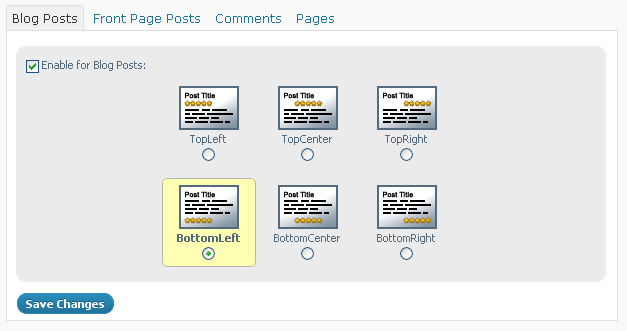 Blog Posts Front Page Posts Comments Pages
Enable for Blog Posts:
Post Title Post Title Post Title
TopLeft TopCenter TopRight
Post Title Post Title Post Title
BottomLeft BottomCenter BottomRight
Save Changes